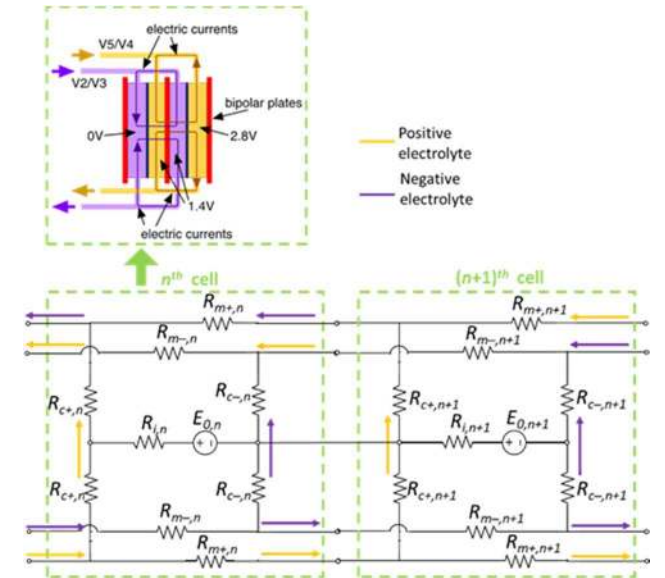 electric currents
V5/V4
V2/V3
bipolar plates
0V
2.8V
1.4V
electric currents
Positive
electrolyte
Negative
electrolyte
nth cell
(n+1)th cell
Rm+,n
Rm+,n+1
Rm−,n
Rm−,n+1
Rc+,n
Rc−,n
Rc+,n+1
Rc−,n+1
Ri,n
E0,n
Ri,n+1
E0,n+1
+ -
+ -
Rc+,n
Rc−,n
Rc+,n+1
Rc−,n+1
Rm−,n
Rm−,n+1
Rm+,n
Rm+,n+1